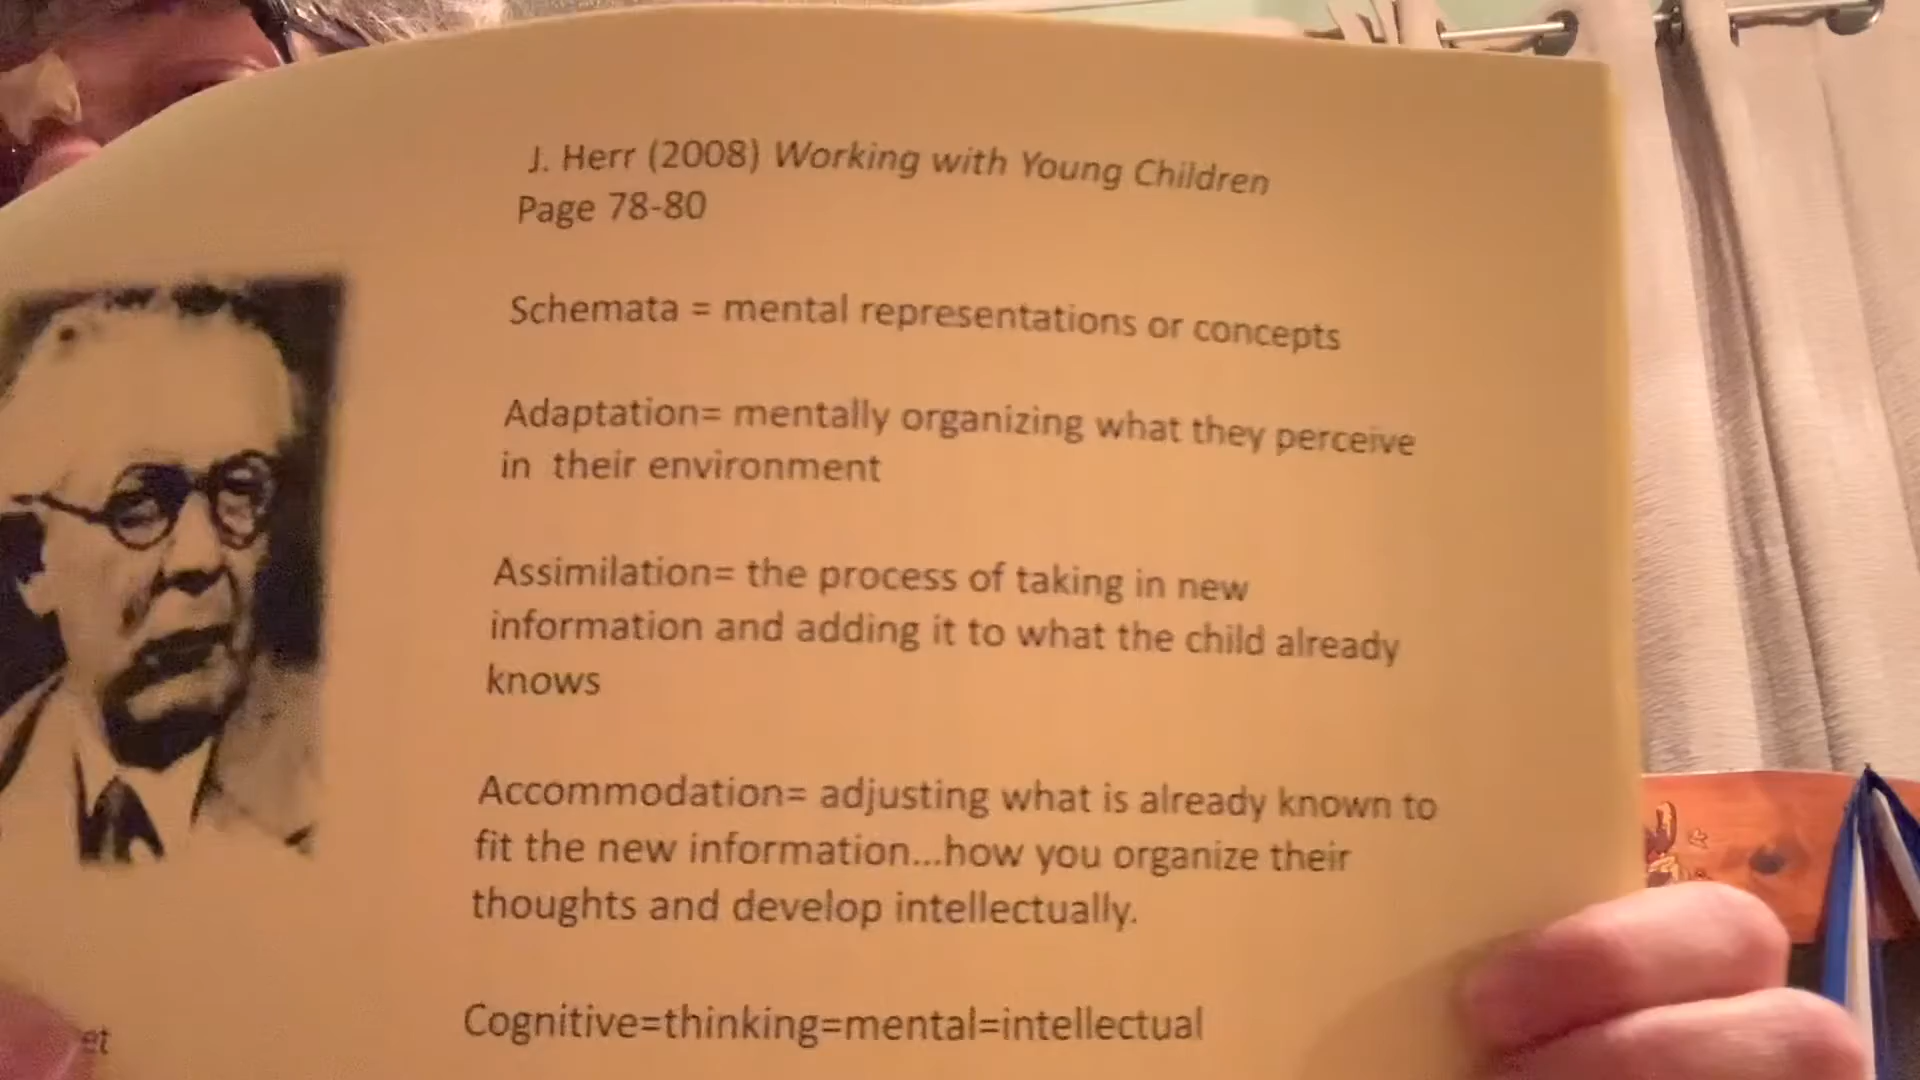 J. Herr (2008) Working with Young Children
Page 78-80
Schemata = mental representations or concepts
Adaptation= mentally organizing what they perceive
in their environment
Assimilation= the process of taking in new
information and adding it to what the child already
knows
Accommodation= adjusting what is already known to
fit the new information...how you organize their
thoughts and develop intellectually.
et
Cognitive=thinking=mental=intellectual